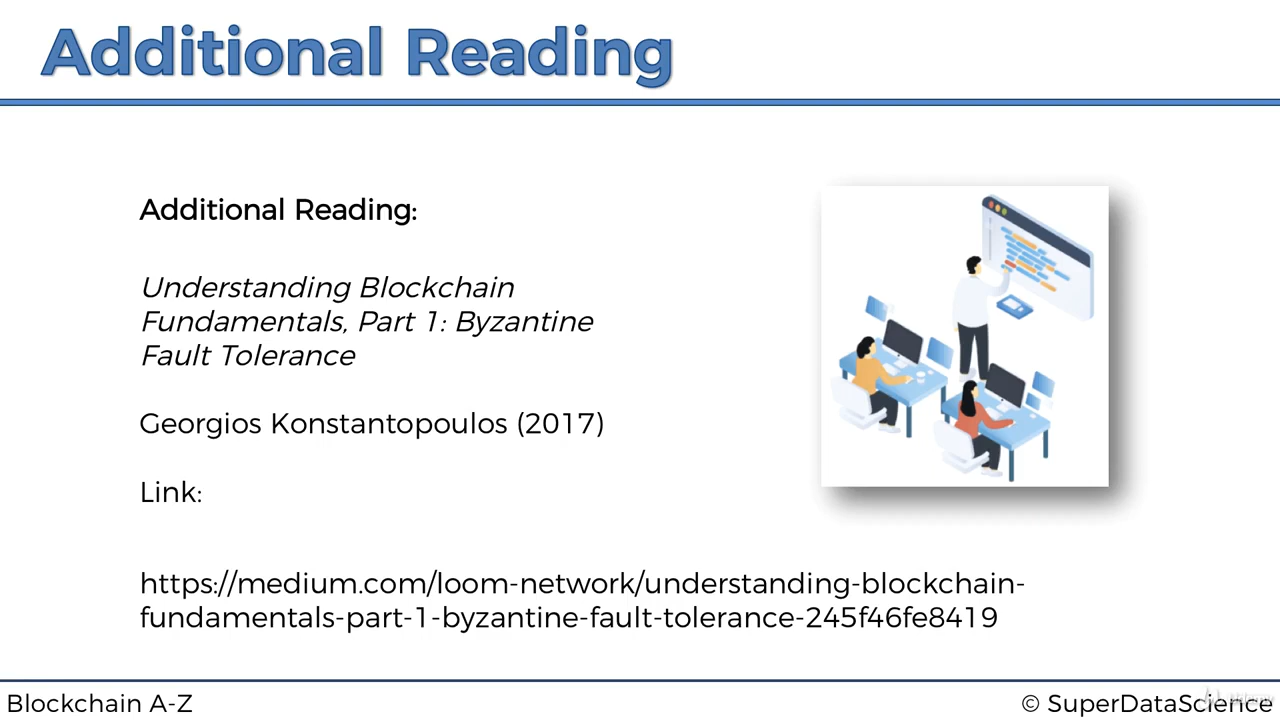 Additional Reading
Additional Reading:
Understanding Blockchain
Fundamentals, Part 1: Byzantine
Fault Tolerance
Georgios Konstantopoulos (2017)
Link:
https://medium.com/loom-network/understanding-blockchain-
fundamentals-part-1-byzantine-fault-tolerance-245f46fe8419
Blockchain A-Z
© SuperDataScience